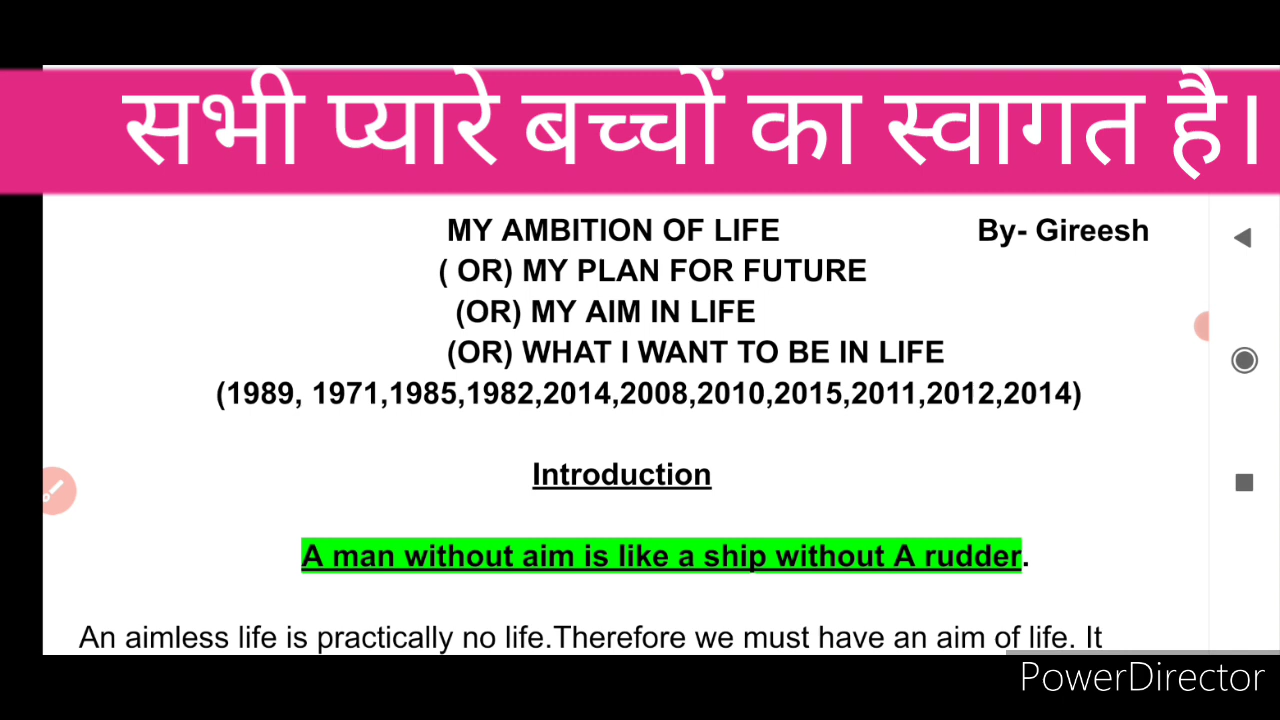 सभी प्यारे बच्चों का स्वागत है।
MY AMBITION OF LIFE By- Gireesh
( OR) MY PLAN FOR FUTURE
(OR) MY AIM IN LIFE
(OR) WHAT I WANT TO BE IN LIFE
(1989, 1971,1985,1982,2014,2008,2010,2015,2011,2012,2014)
Introduction
A man without aim is like a ship without A rudder.
An aimless life is practically no life.Therefore we must have an aim of life. It
PowerDirector